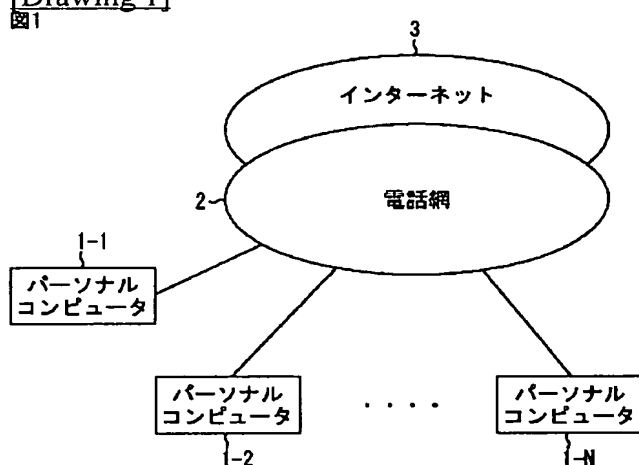 [Drawing 1]
図1
3
インターネット
2
電話網
1-1
パーソナル
コンピュータ
パーソナル
コンピュータ
・・・・
パーソナル
コンピュータ
1-2
1-N